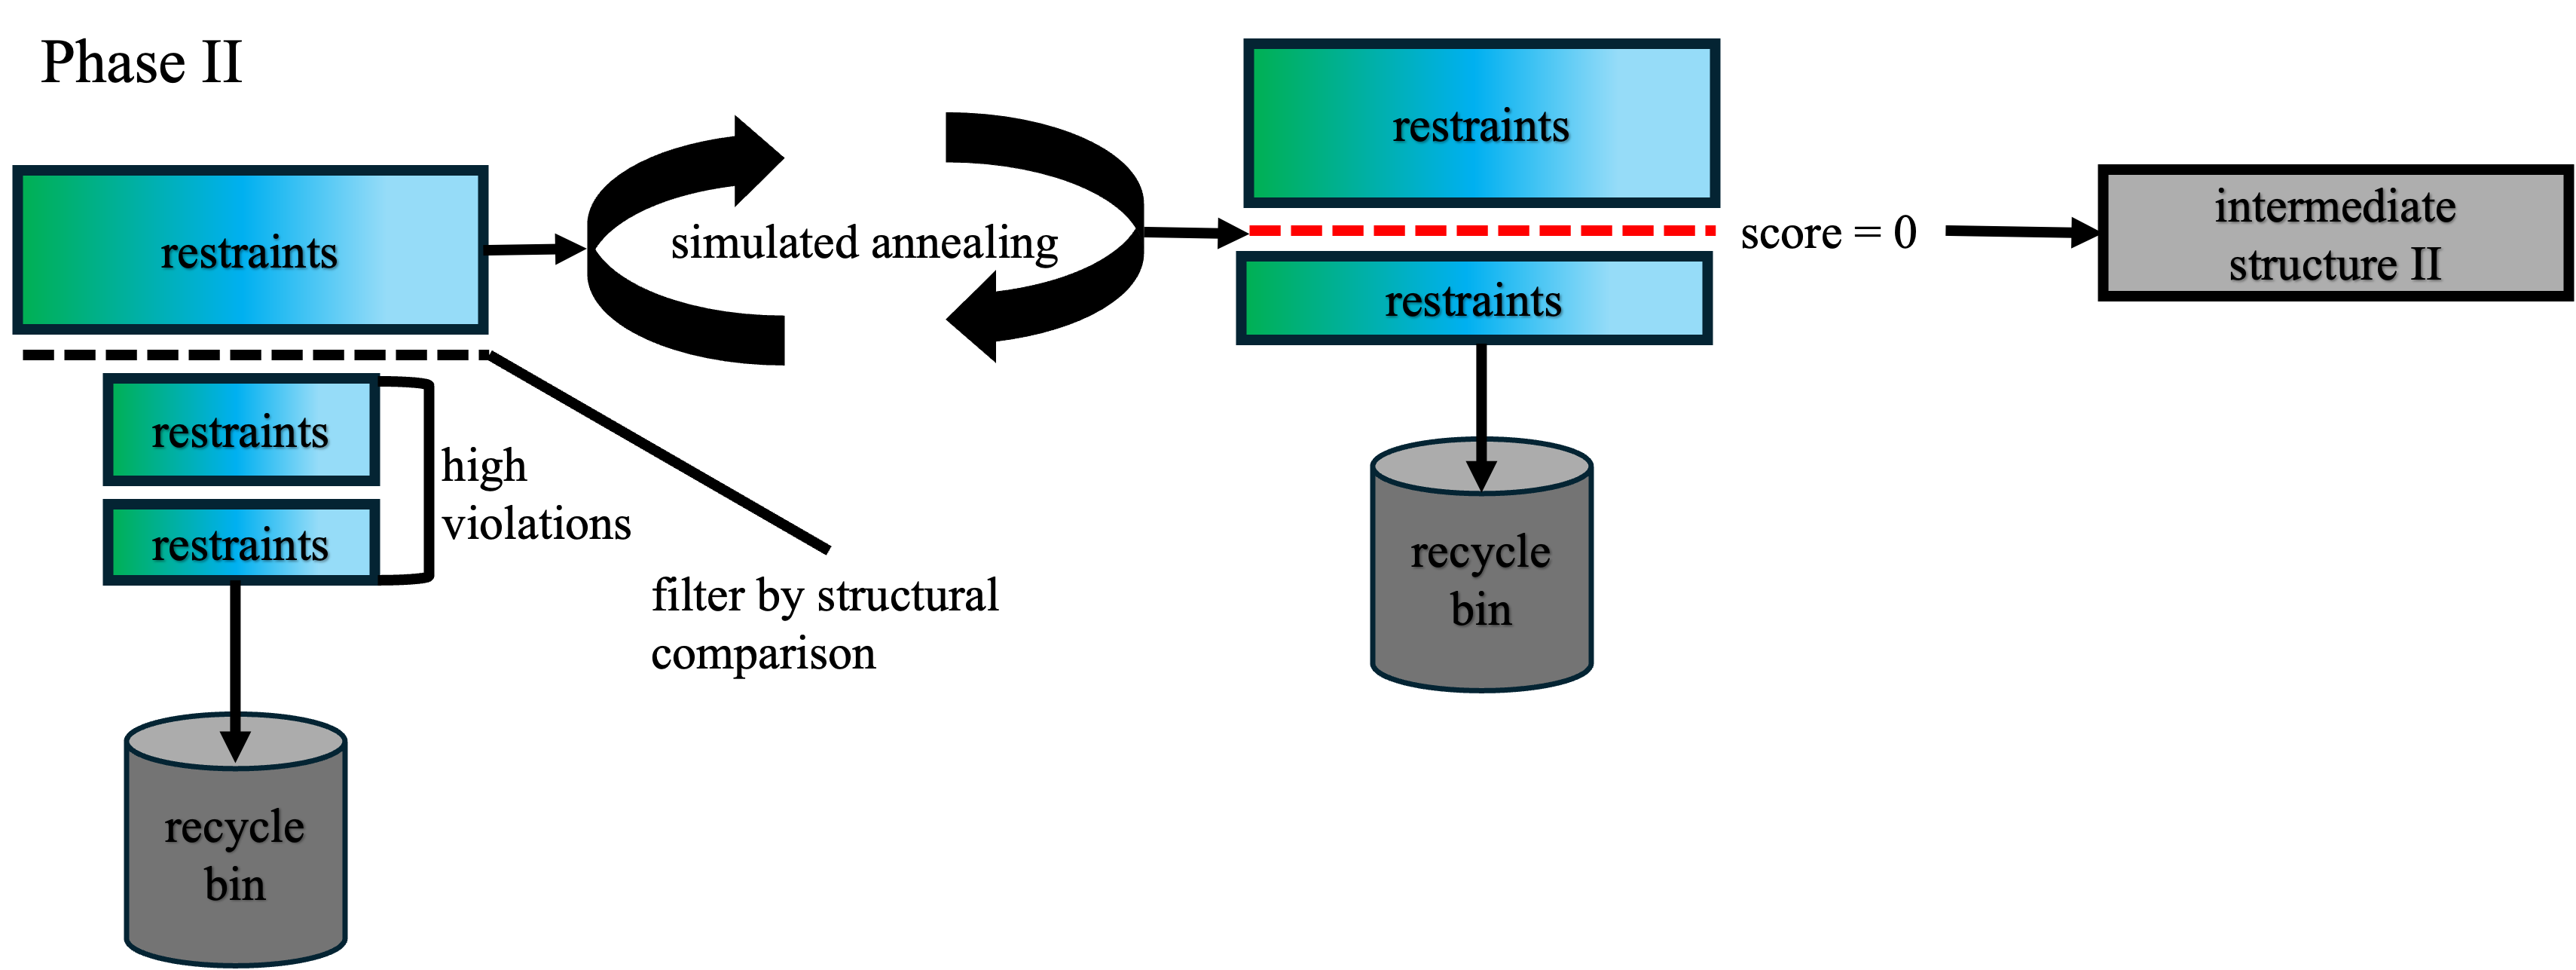 Phase II
restraints
restraints
restraints
high
violations
recycle
bin
filter by structural
comparison
simulated annealing
restraints
score = 0
restraints
recycle
bin
intermediate
structure II